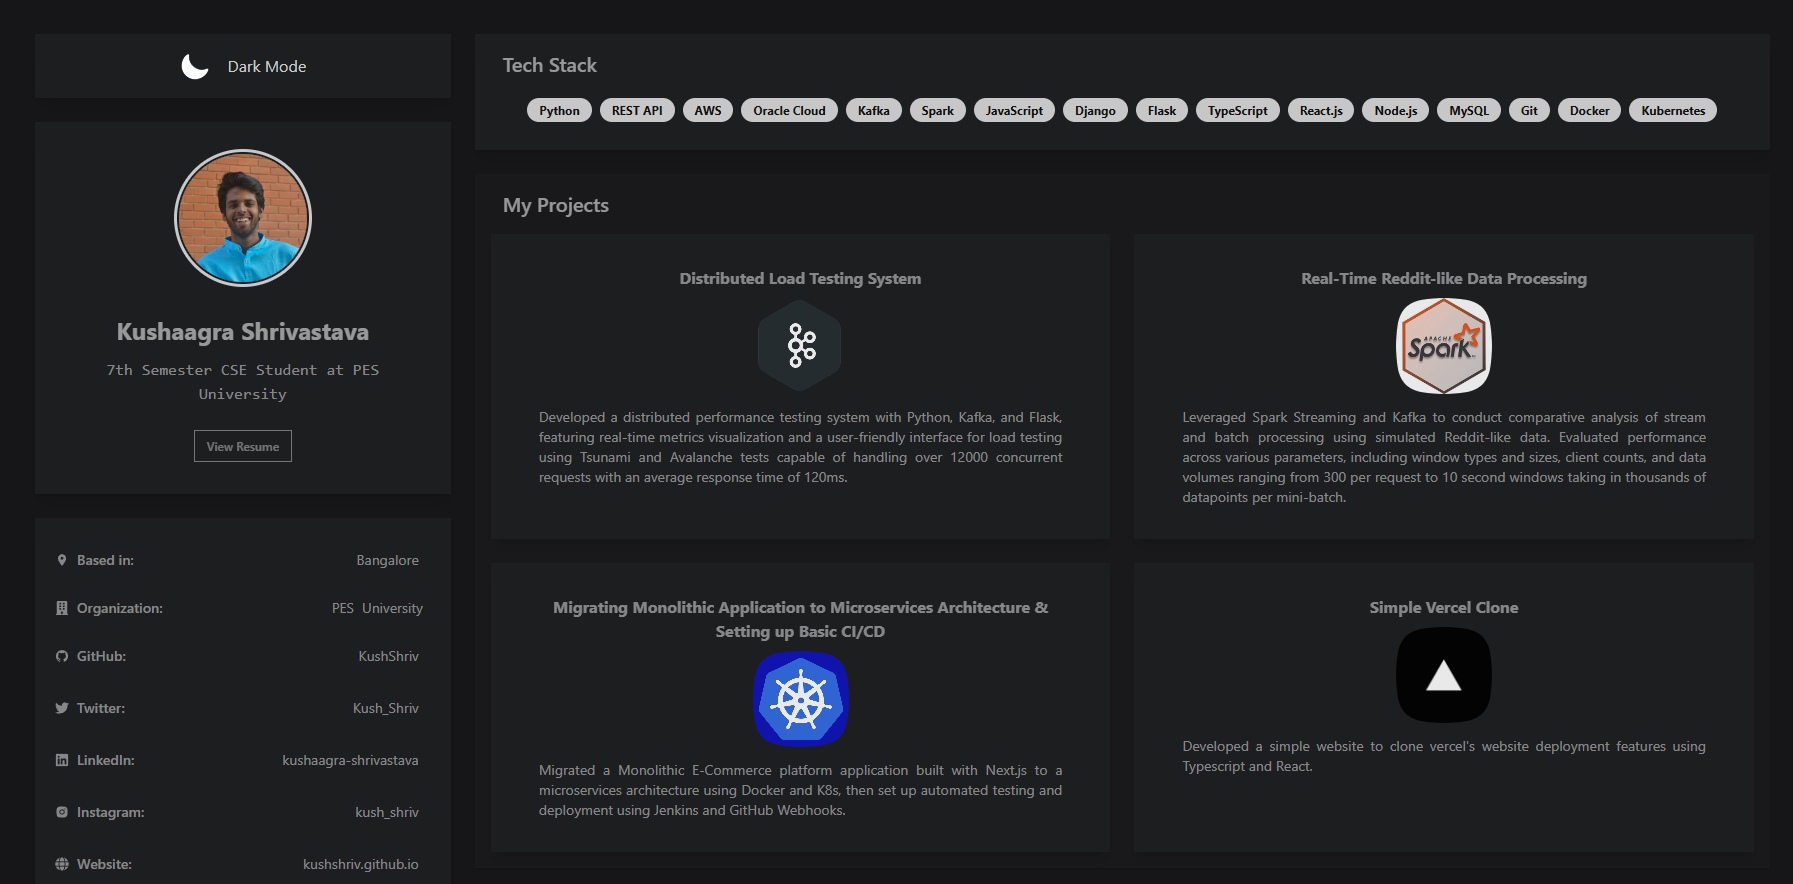 Dark Mode
Kushaagra Shrivastava
7th Semester CSE Student at PES
University
View Resume
Based in: Bangalore
Organization: PES University
GitHub: KushShriv
Twitter: Kush_Shriv
LinkedIn: kushaagra-shrivastava
Instagram: kush_shriv
Website: kushshriv.github.io
Tech Stack
Python REST API AWS Oracle Cloud Kafka Spark JavaScript Django Flask TypeScript React.js Node.js MySQL Git Docker Kubernetes
My Projects
Distributed Load Testing System
Developed a distributed performance testing system with Python, Kafka, and Flask,
featuring real-time metrics visualization and a user-friendly interface for load testing
using Tsunami and Avalanche tests capable of handling over 12000 concurrent
requests with an average response time of 120ms.
Real-Time Reddit-like Data Processing
APACHE
Spark
Leveraged Spark Streaming and Kafka to conduct comparative analysis of stream
and batch processing using simulated Reddit-like data. Evaluated performance
across various parameters, including window types and sizes, client counts, and data
volumes ranging from 300 per request to 10 second windows taking in thousands of
datapoints per mini-batch.
Migrating Monolithic Application to Microservices Architecture &
Setting up Basic CI/CD
Migrated a Monolithic E-Commerce platform application built with Next.js to a
microservices architecture using Docker and K8s, then set up automated testing and
deployment using Jenkins and GitHub Webhooks.
Simple Vercel Clone
Developed a simple website to clone vercel's website deployment features using
Typescript and React.